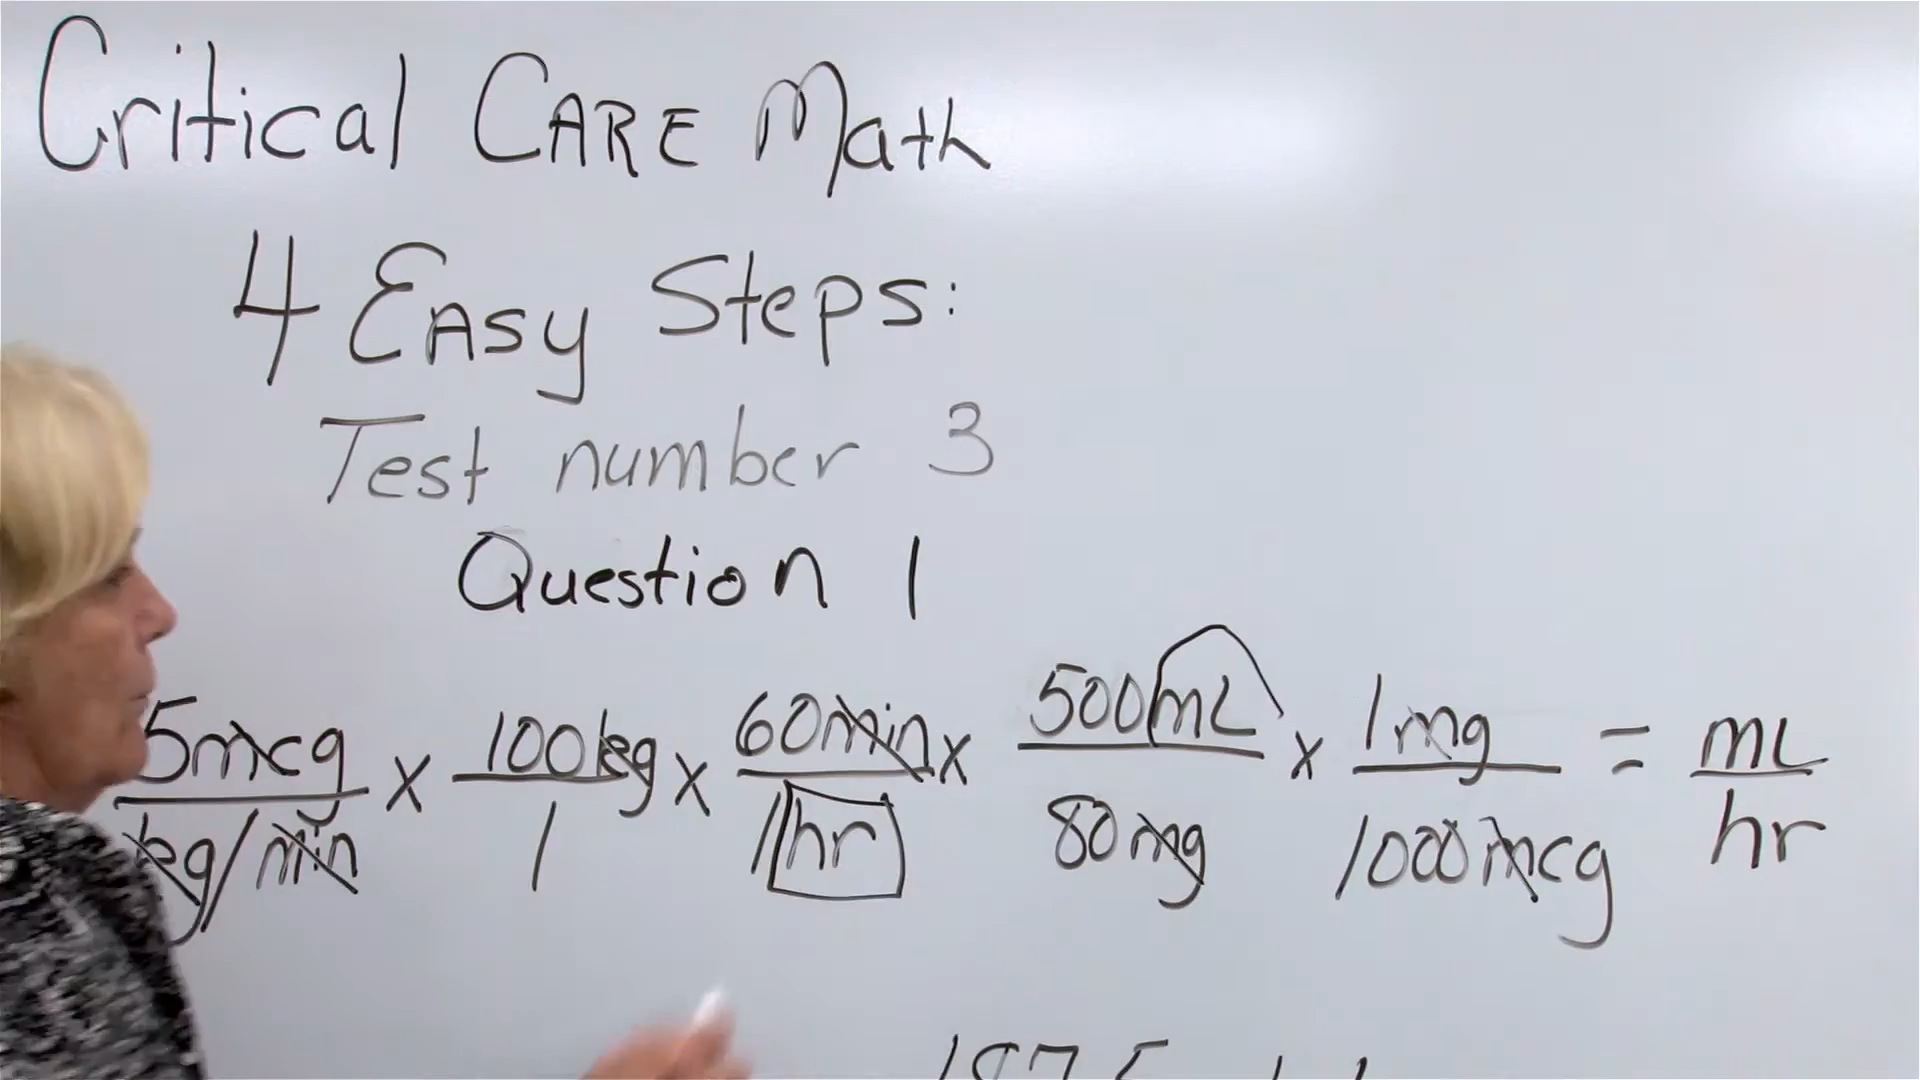 Critical CARE Math
4 Easy Steps:
Test number 3
Question 1
5mcg/kg/min x 100kg/1 x 60min/1hr x 500mL/80mg x 1mg/1000mcg = mL/hr